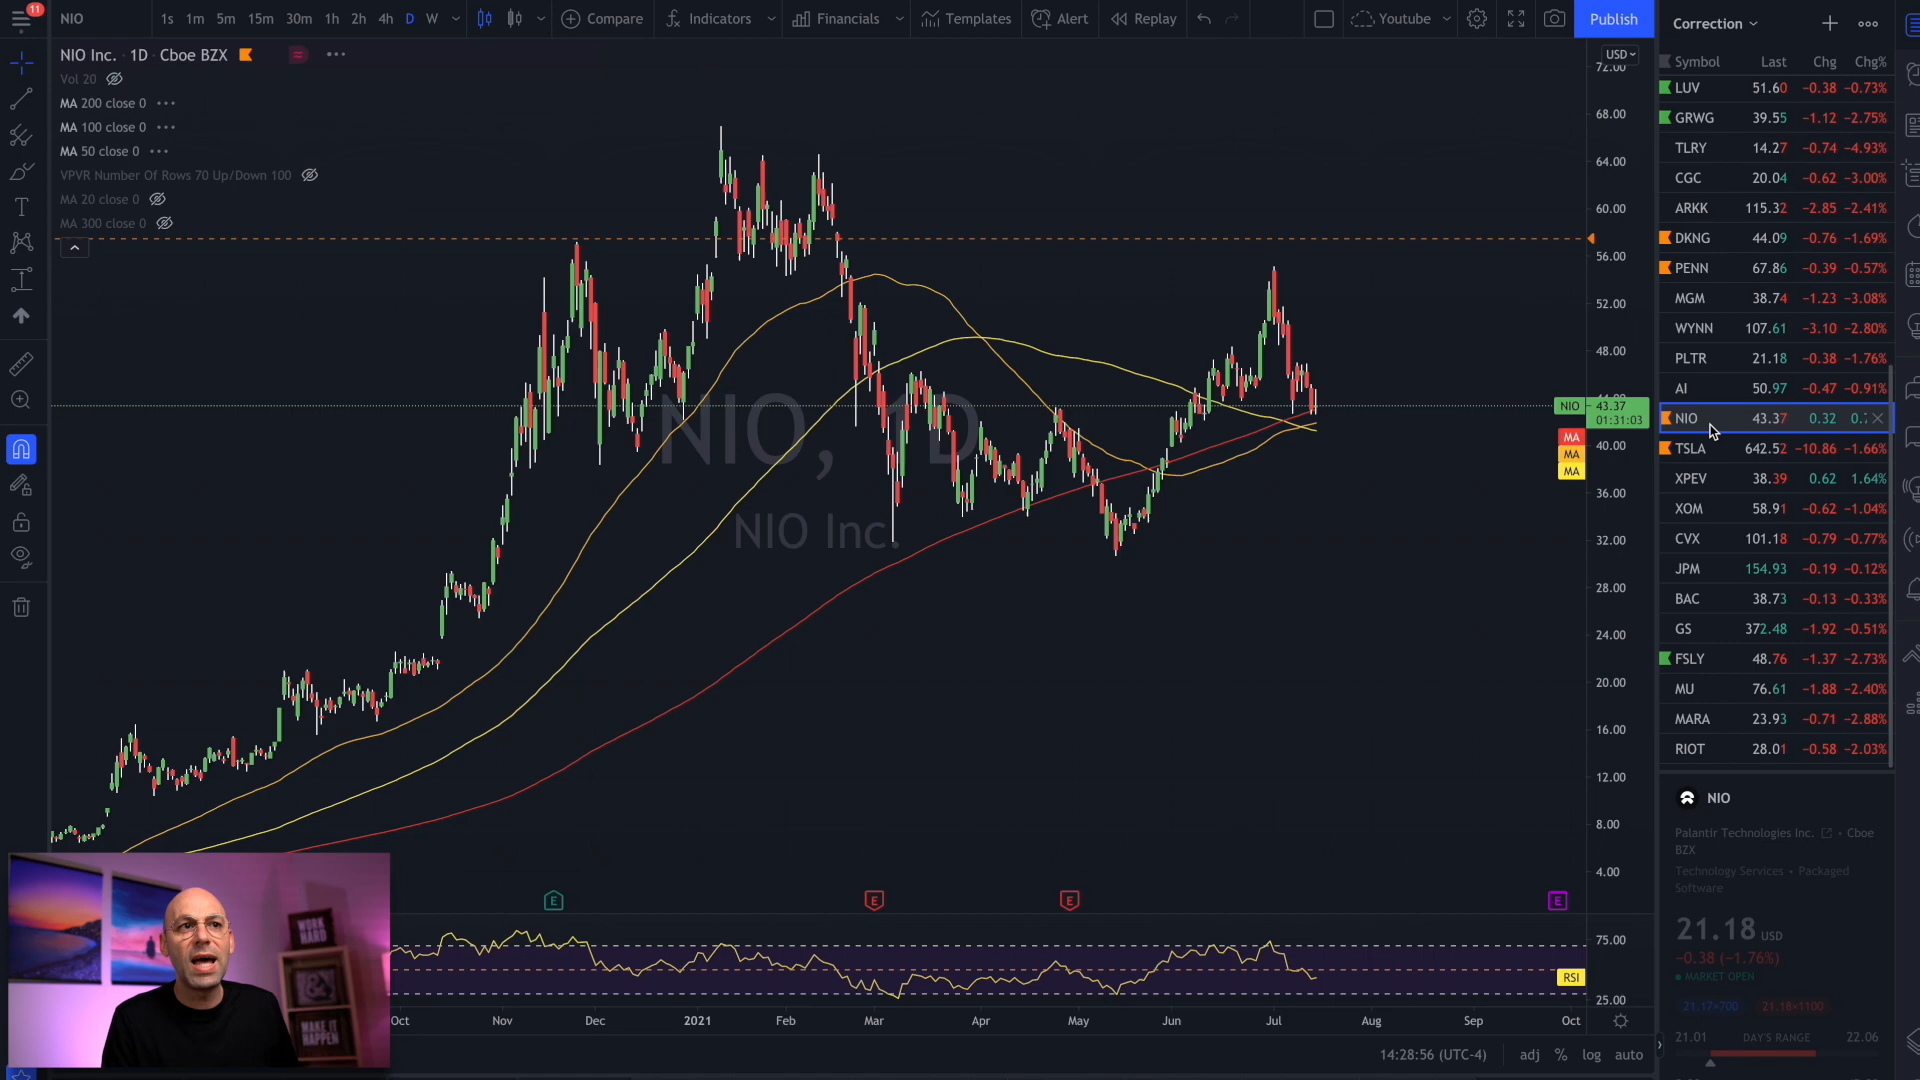 11
NIO 1s 1m 5m 15m 30m 1h 2h 4h D W Compare Indicators Financials Templates Alert Replay Youtube Publish
NIO Inc. · 1D · Cboe BZX
Vol 20
MA 200 close 0
MA 100 close 0
MA 50 close 0
VPVR Number Of Rows 70 Up/Down 100
MA 20 close 0
MA 300 close 0
NIO, 1D
NIO Inc.
USD
72.00
68.00
64.00
60.00
56.00
52.00
48.00
NIO 43.37
01:31:03
MA
MA
MA
40.00
36.00
32.00
28.00
24.00
20.00
16.00
12.00
8.00
4.00
E E E E
75.00
RSI
25.00
Oct Nov Dec 2021 Feb Mar Apr May Jun Jul Aug Sep Oct
14:28:56 (UTC-4) adj % log auto
WORK
HARD
&
MAKE IT
HAPPEN
Correction
Symbol Last Chg Chg%
LUV 51.60 −0.38 −0.73%
GRWG 39.55 −1.12 −2.75%
TLRY 14.27 −0.74 −4.93%
CGC 20.04 −0.62 −3.00%
ARKK 115.32 −2.85 −2.41%
DKNG 44.09 −0.76 −1.69%
PENN 67.86 −0.39 −0.57%
MGM 38.74 −1.23 −3.08%
WYNN 107.61 −3.10 −2.80%
PLTR 21.18 −0.38 −1.76%
AI 50.97 −0.47 −0.91%
NIO 43.37 0.32
TSLA 642.52 −10.86 −1.66%
XPEV 38.39 0.62 1.64%
XOM 58.91 −0.62 −1.04%
CVX 101.18 −0.79 −0.77%
JPM 154.93 −0.19 −0.12%
BAC 38.73 −0.13 −0.33%
GS 372.48 −1.92 −0.51%
FSLY 48.76 −1.37 −2.73%
MU 76.61 −1.88 −2.40%
MARA 23.93 −0.71 −2.88%
RIOT 28.01 −0.58 −2.03%
NIO
Palantir Technologies Inc. • Cboe
BZX
Technology Services • Packaged
Software
21.18 USD
−0.38 (−1.76%)
MARKET OPEN
21.17×700 21.18×1100
21.01 DAY'S RANGE 22.06